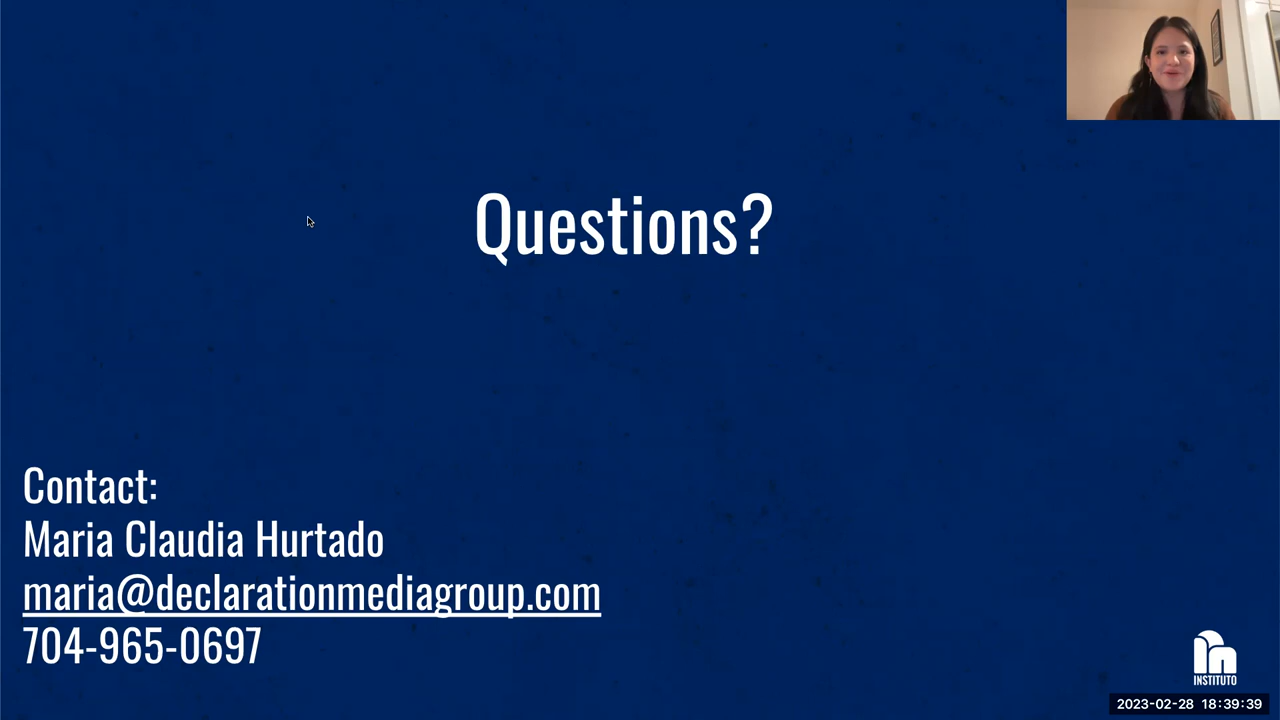 Questions?
Contact:
Maria Claudia Hurtado
maria@declarationmediagroup.com
704-965-0697
INSTITUTO
2023-02-28 18:39:39